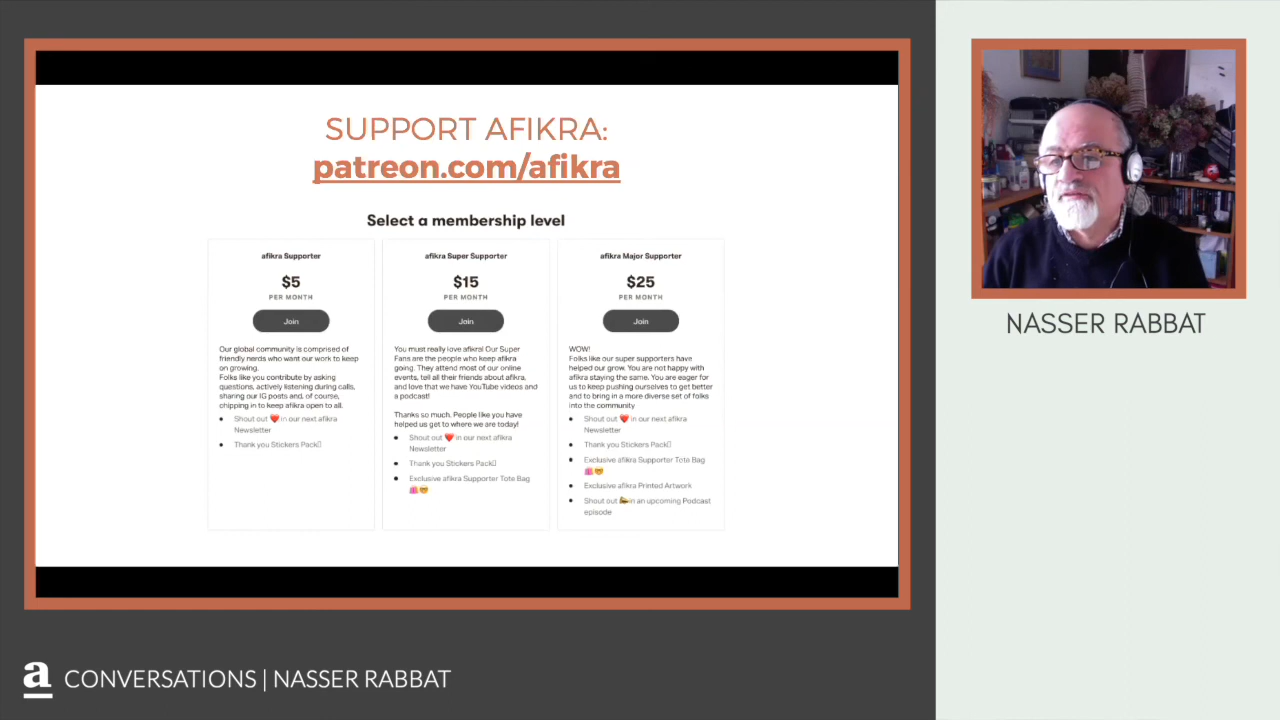 SUPPORT AFIKRA:
patreon.com/afikra
Select a membership level
afikra Supporter
$5
PER MONTH
Join
Our global community is comprised of
friendly nerds who want our work to keep
on growing.
Folks like you contribute by asking
questions, actively listening during calls,
sharing our IG posts and, of course,
chipping in to keep afikra open to all.
Shout out ❤️ in our next afikra
Newsletter
Thank you Stickers Pack
afikra Super Supporter
$15
PER MONTH
Join
You must really love afikra! Our Super
Fans are the people who keep afikra
going. They attend most of our online
events, tell all their friends about afikra,
and love that we have YouTube videos and
a podcast!
Thanks so much. People like you have
helped us get to where we are today!
Shout out ❤️ in our next afikra
Newsletter
Thank you Stickers Pack
Exclusive afikra Supporter Tote Bag
afikra Major Supporter
$25
PER MONTH
Join
WOW!
Folks like our super supporters have
helped our grow. You are not happy with
afikra staying the same. You are eager for
us to keep pushing ourselves to get better
and to bring in a more diverse set of folks
into the community
Shout out ❤️ in our next afikra
Newsletter
Thank you Stickers Pack
Exclusive afikra Supporter Tote Bag
Exclusive afikra Printed Artwork
Shout out in an upcoming Podcast
episode
NASSER RABBAT
a CONVERSATIONS | NASSER RABBAT